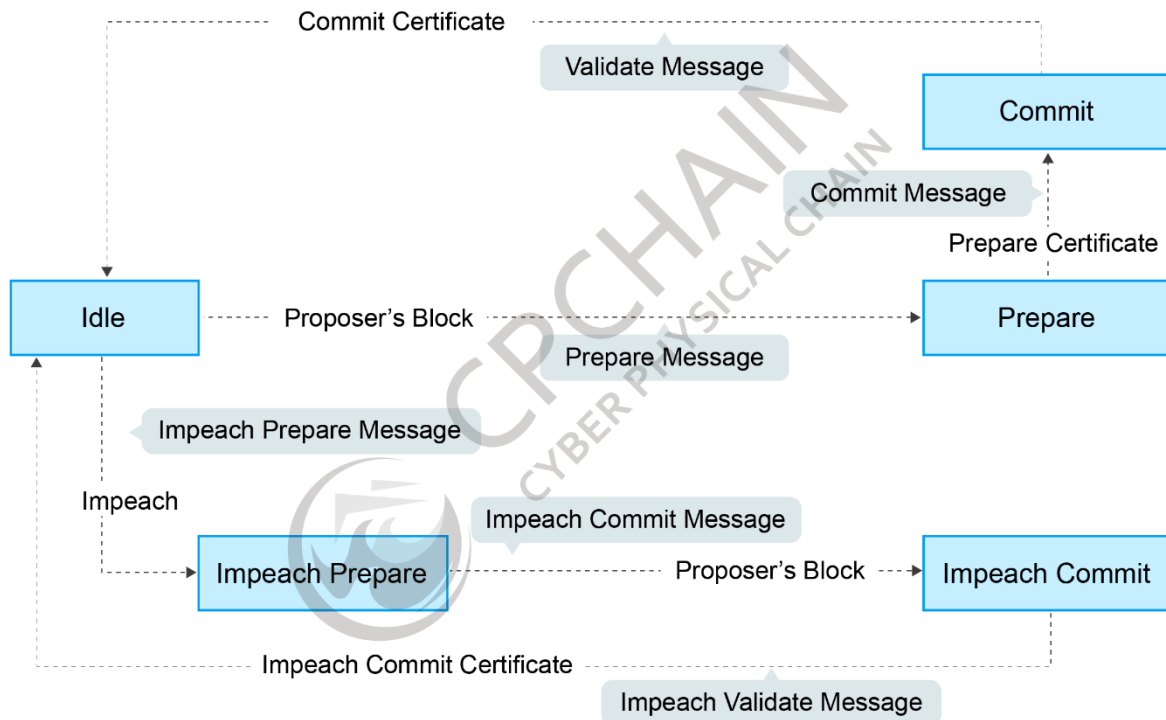 Commit Certificate
Validate Message
Commit
Commit Message
Prepare Certificate
Idle
Proposer’s Block
Prepare
Prepare Message
Impeach Prepare Message
Impeach
Impeach Commit Message
Impeach Prepare
Proposer’s Block
Impeach Commit
Impeach Commit Certificate
Impeach Validate Message
CPCHAIN
CYBER PHYSICAL CHAIN